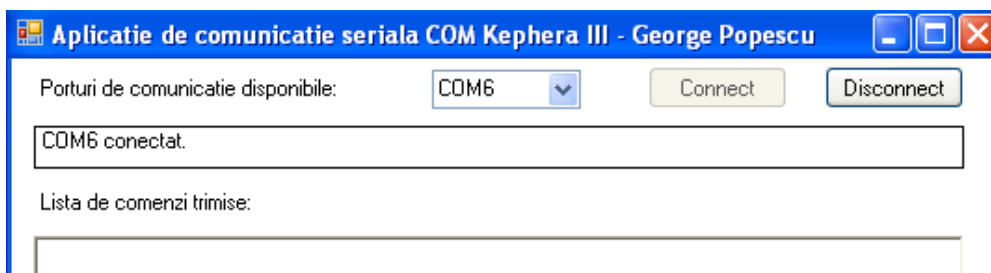 Aplicatie de comunicatie seriala COM Kephera III - George Popescu
Porturi de comunicatie disponibile: COM6 Connect Disconnect
COM6 conectat.
Lista de comenzi trimise: